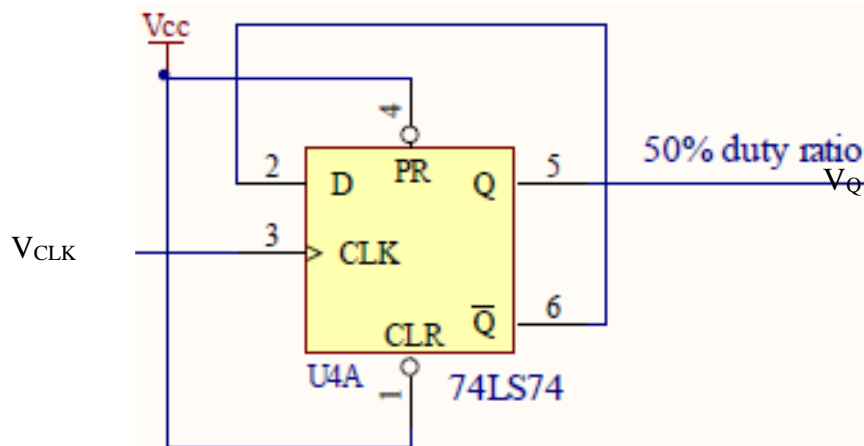 Vcc
4
50% duty ratio
2 D PR Q 5 VQ
VCLK 3 CLK
CLR Q̅ 6
U4A 1 74LS74